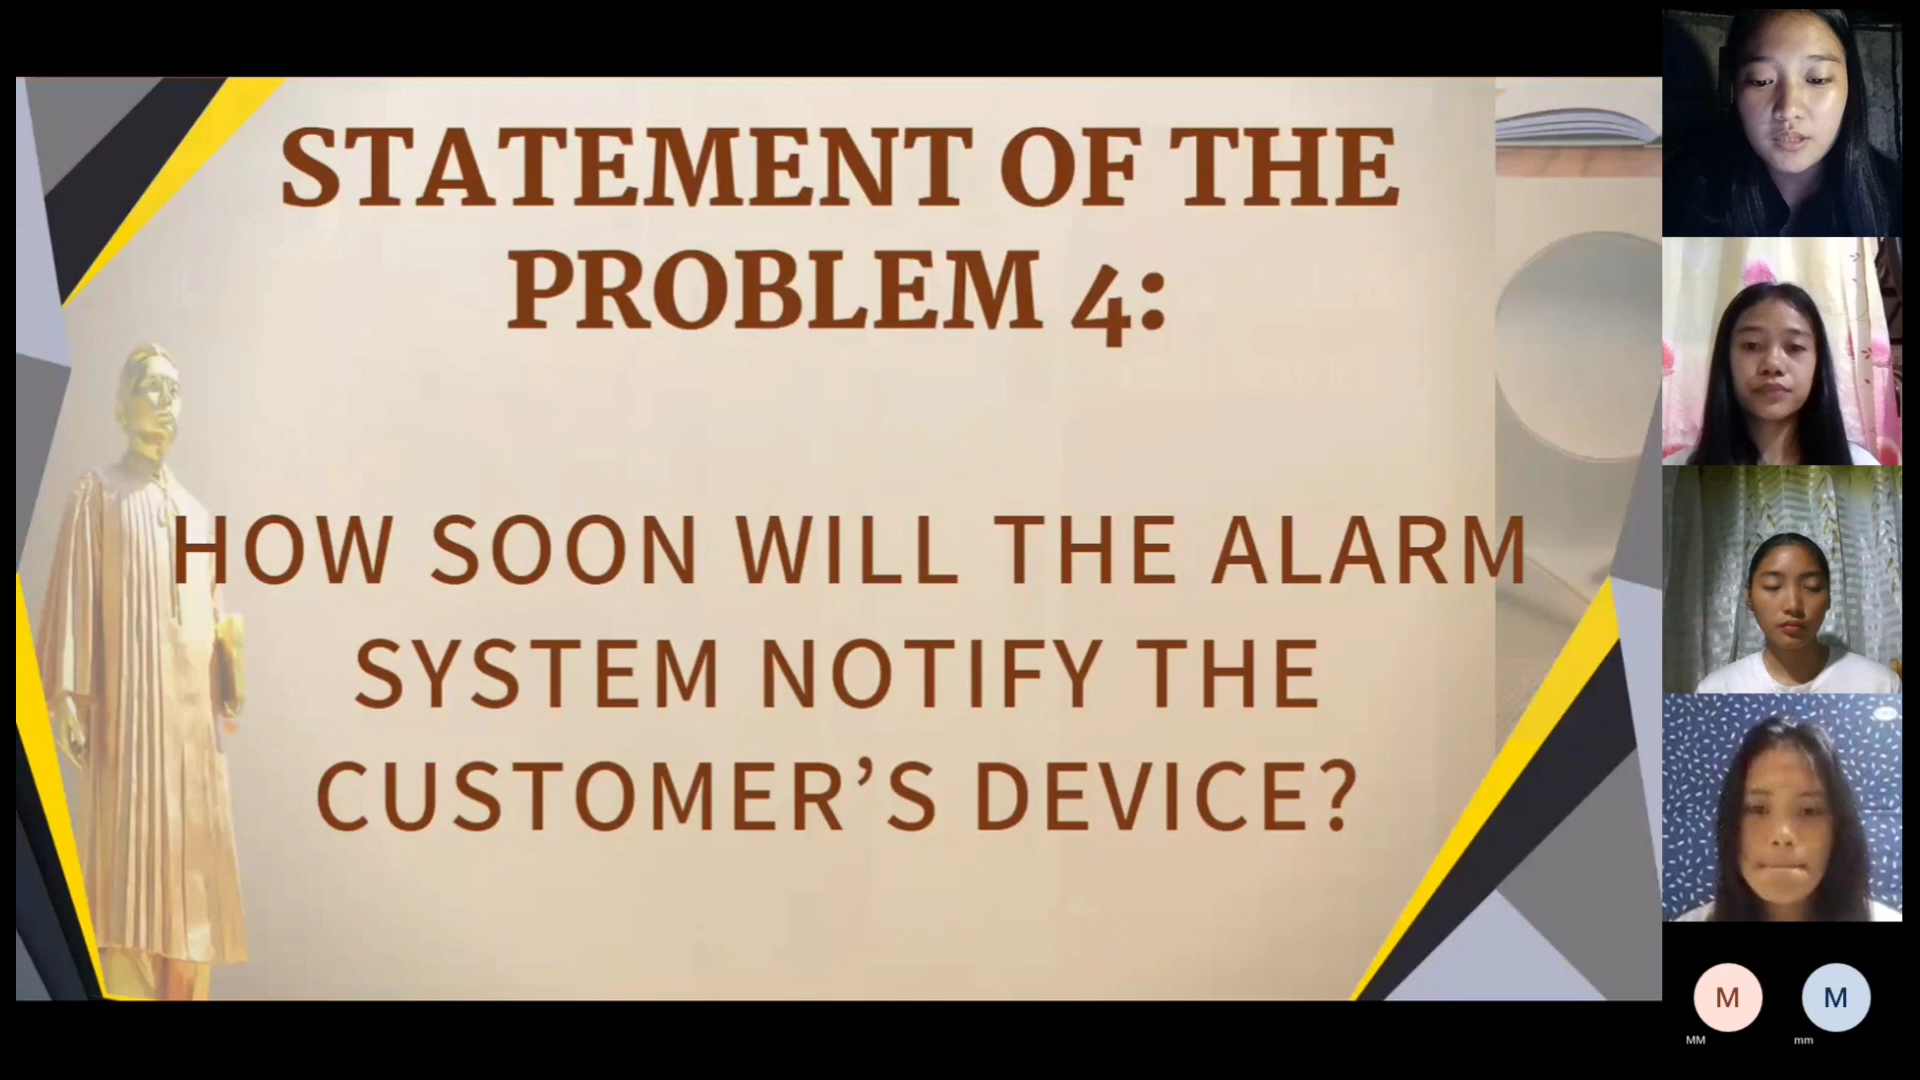 STATEMENT OF THE
PROBLEM 4:
HOW SOON WILL THE ALARM
SYSTEM NOTIFY THE
CUSTOMER’S DEVICE?
M
M
MM
mm